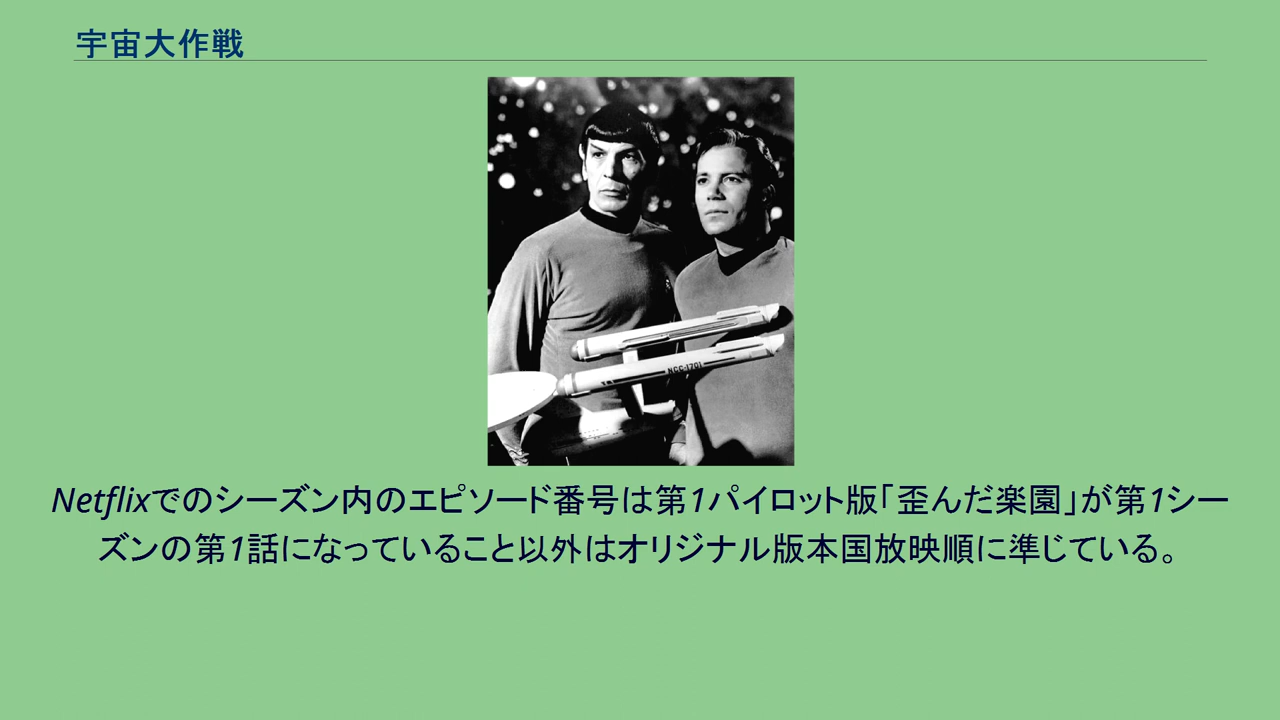 宇宙大作戦
NCC-1701
Netflixでのシーズン内のエピソード番号は第1パイロット版「歪んだ楽園」が第1シー
ズンの第1話になっていること以外はオリジナル版本国放映順に準じている。